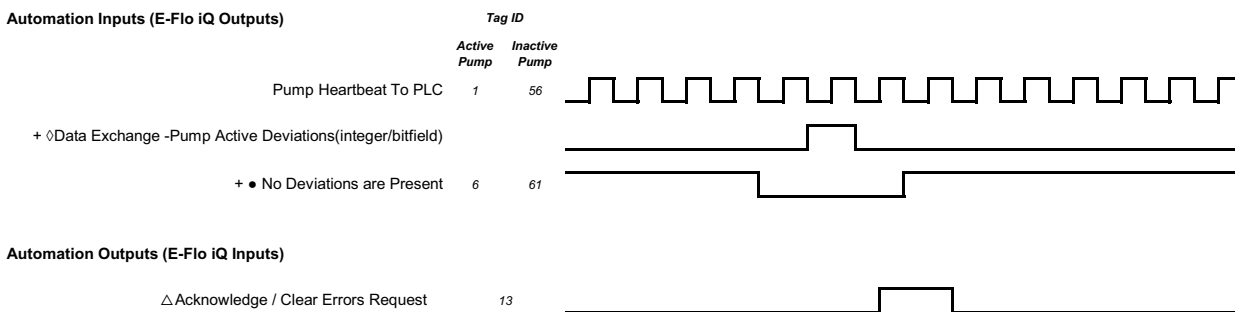 Automation Inputs (E-Flo iQ Outputs) Tag ID
Active Inactive
Pump Pump
Pump Heartbeat To PLC 1 56
+ ◊Data Exchange -Pump Active Deviations(integer/bitfield)
+ ● No Deviations are Present 6 61
Automation Outputs (E-Flo iQ Inputs)
△Acknowledge / Clear Errors Request 13